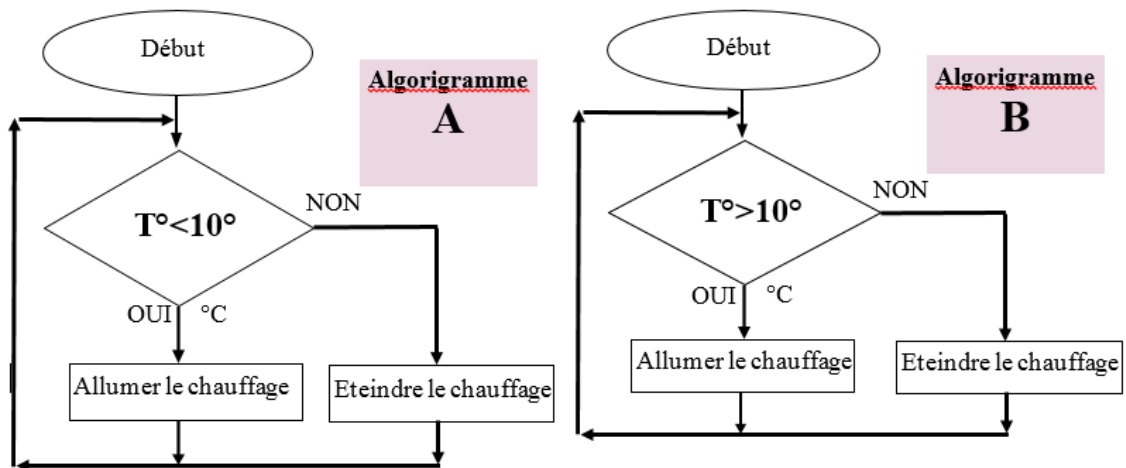 Début
Algorigramme
A
T°<10°
NON
OUI °C
Allumer le chauffage
Eteindre le chauffage
Début
Algorigramme
B
T°>10°
NON
OUI °C
Allumer le chauffage
Eteindre le chauffage